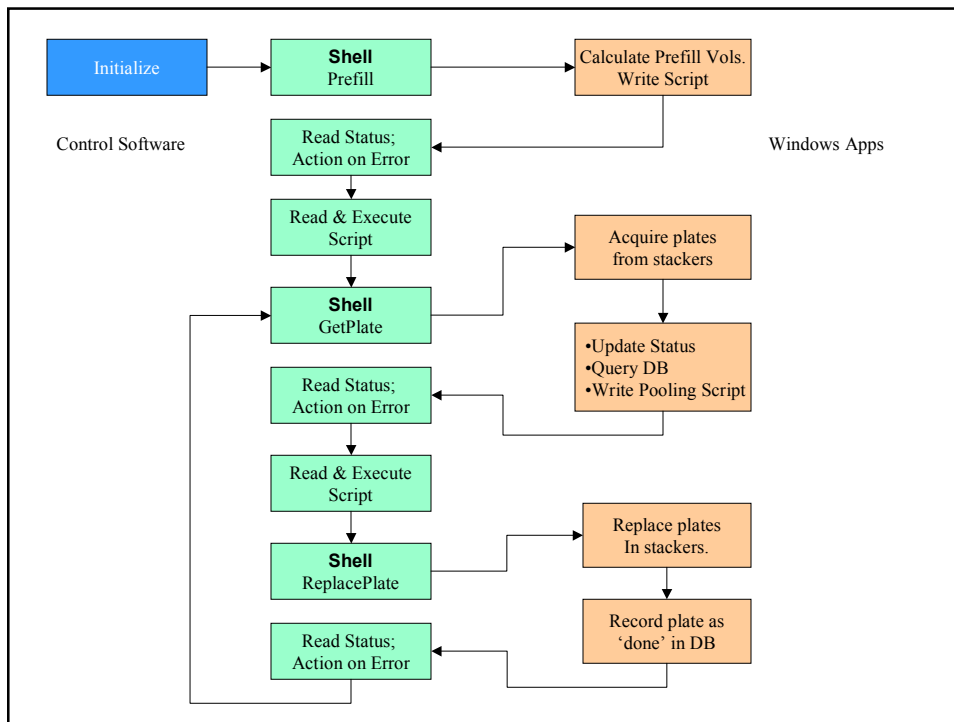 Initialize
Shell
Prefill
Calculate Prefill Vols.
Write Script
Control Software
Read Status;
Action on Error
Windows Apps
Read & Execute
Script
Acquire plates
from stackers
Shell
GetPlate
•Update Status
•Query DB
•Write Pooling Script
Read Status;
Action on Error
Read & Execute
Script
Replace plates
In stackers.
Shell
ReplacePlate
Record plate as
‘done’ in DB
Read Status;
Action on Error